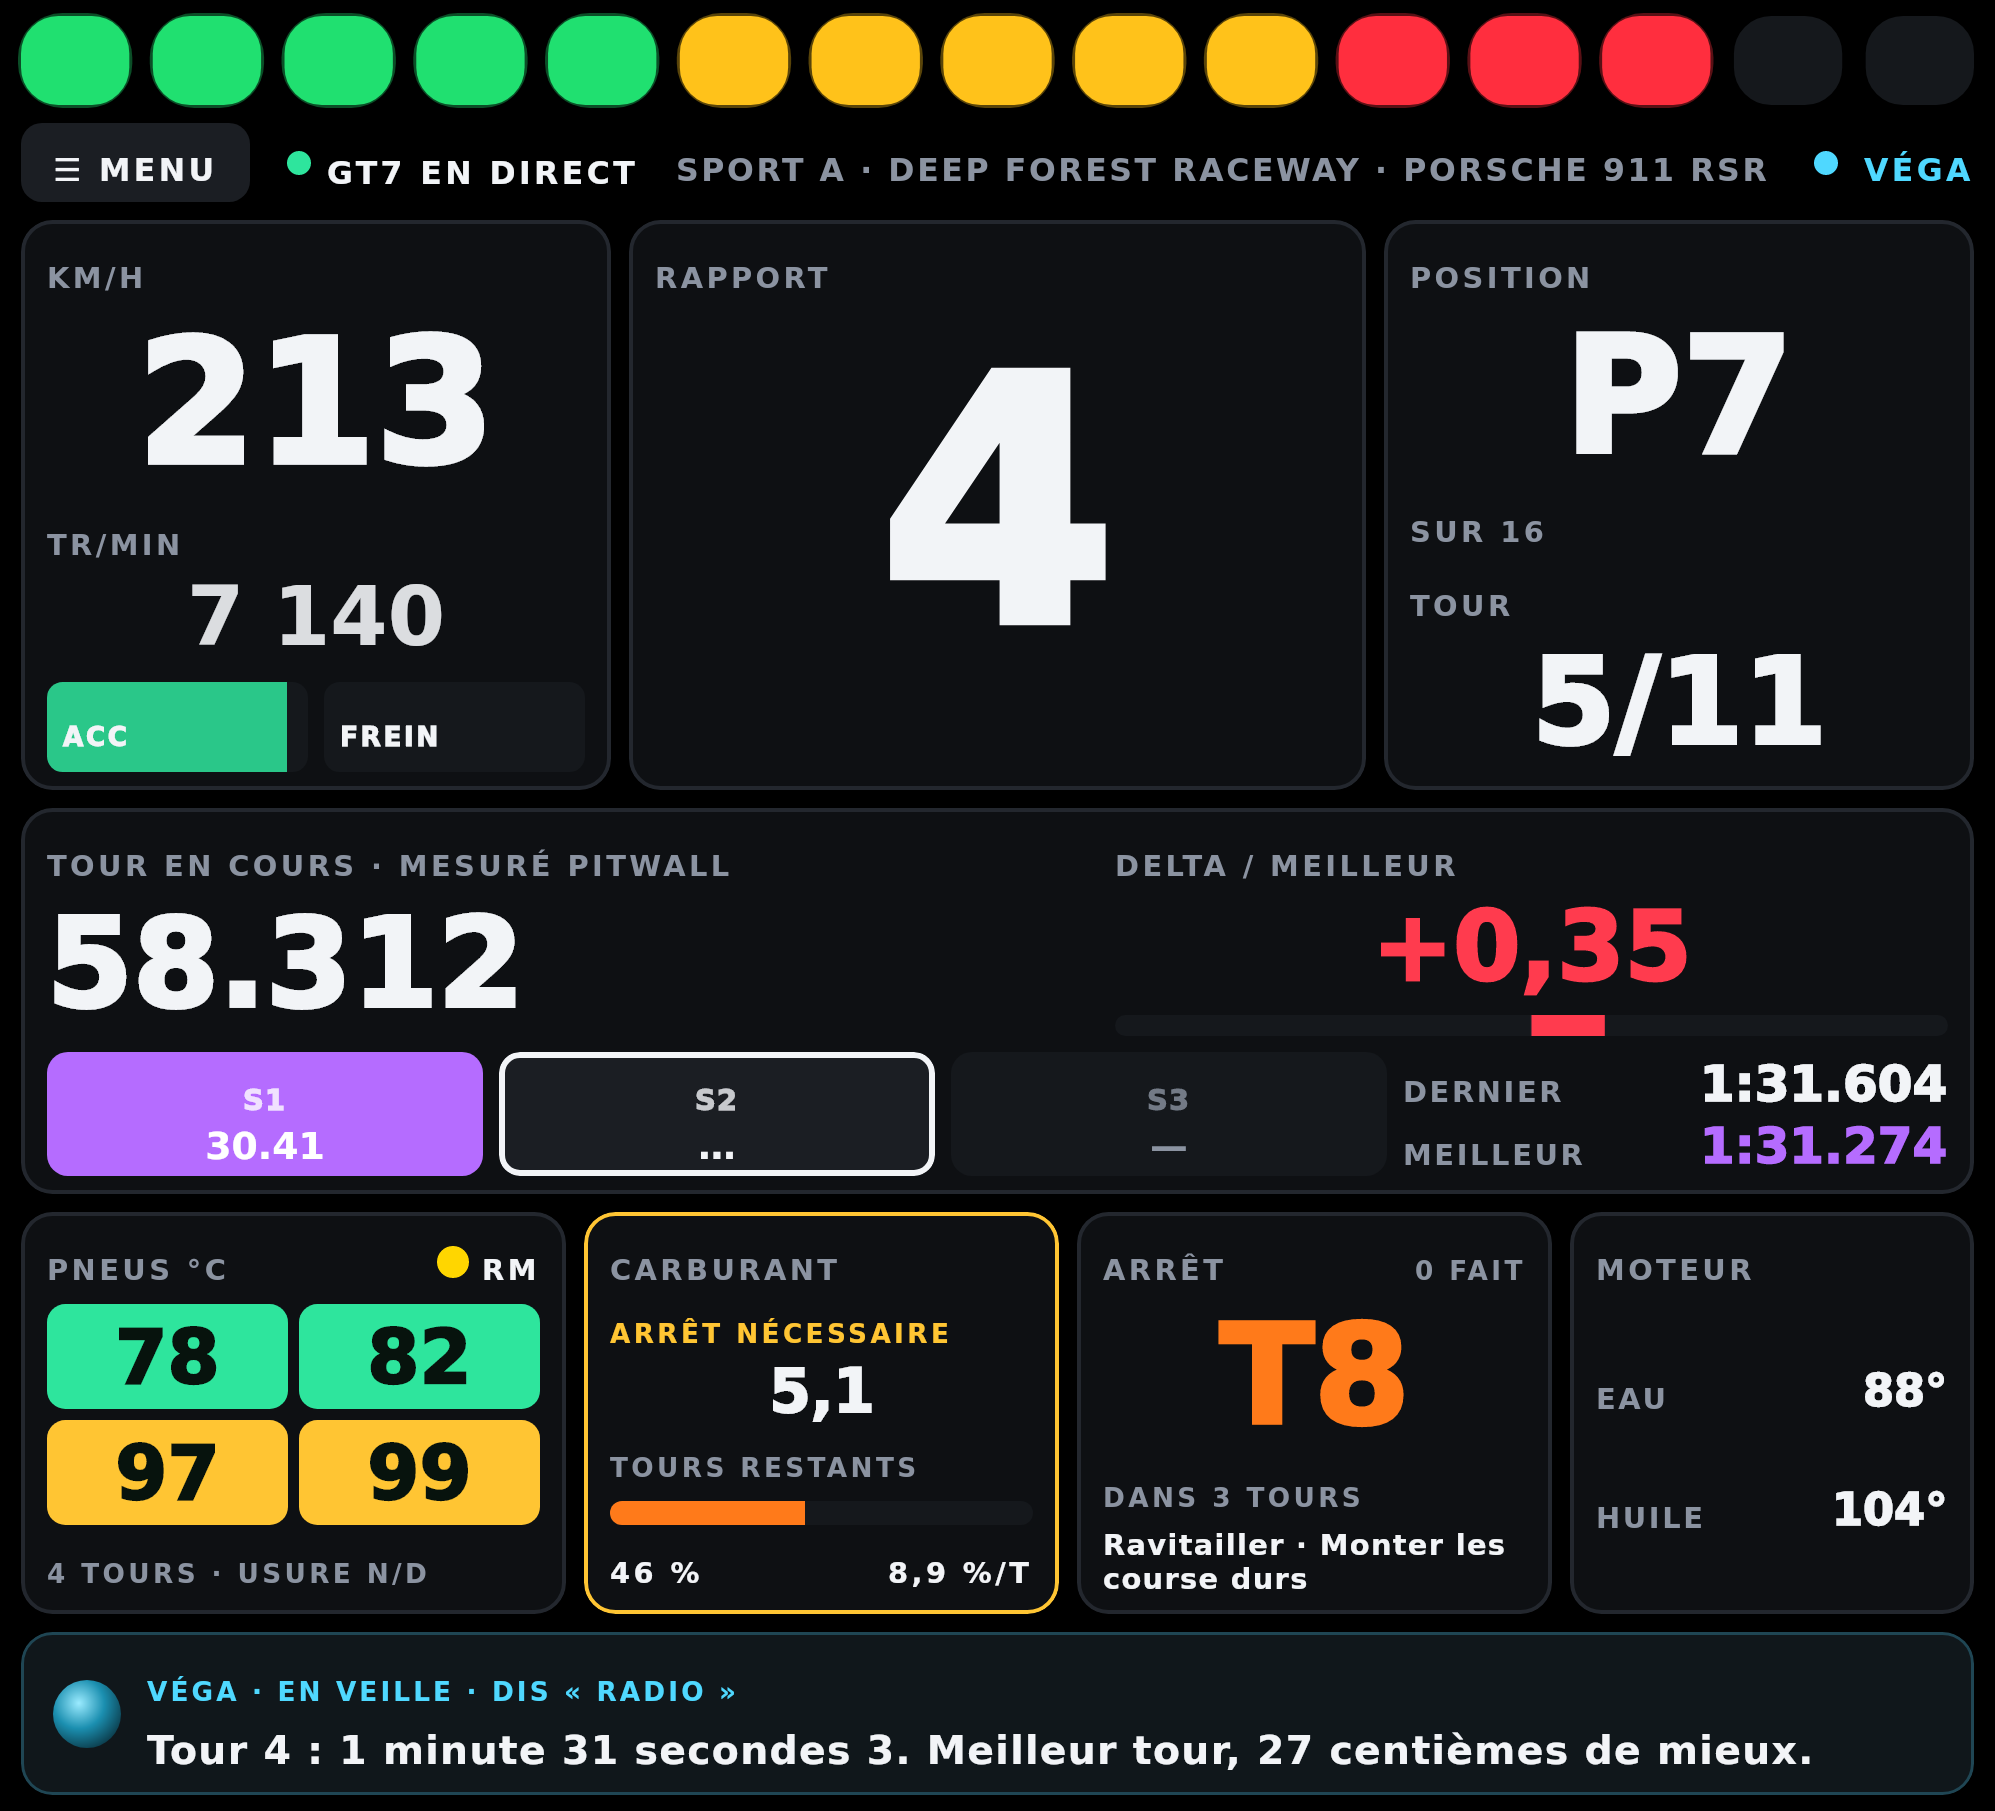 ☰ MENU
GT7 EN DIRECT
SPORT A · DEEP FOREST RACEWAY · PORSCHE 911 RSR
VÉGA
KM/H
213
TR/MIN
7 140
ACC
FREIN
RAPPORT
4
POSITION
P7
SUR 16
TOUR
5/11
TOUR EN COURS · MESURÉ PITWALL
58.312
DELTA / MEILLEUR
+0,35
S1
30.41
S2
...
S3
—
DERNIER 1:31.604
MEILLEUR 1:31.274
PNEUS °C
RM
78 82
97 99
4 TOURS · USURE N/D
CARBURANT
ARRÊT NÉCESSAIRE
5,1
TOURS RESTANTS
46 % 8,9 %/T
ARRÊT 0 FAIT
T8
DANS 3 TOURS
Ravitailler · Monter les
course durs
MOTEUR
EAU 88°
HUILE 104°
VÉGA · EN VEILLE · DIS « RADIO »
Tour 4 : 1 minute 31 secondes 3. Meilleur tour, 27 centièmes de mieux.